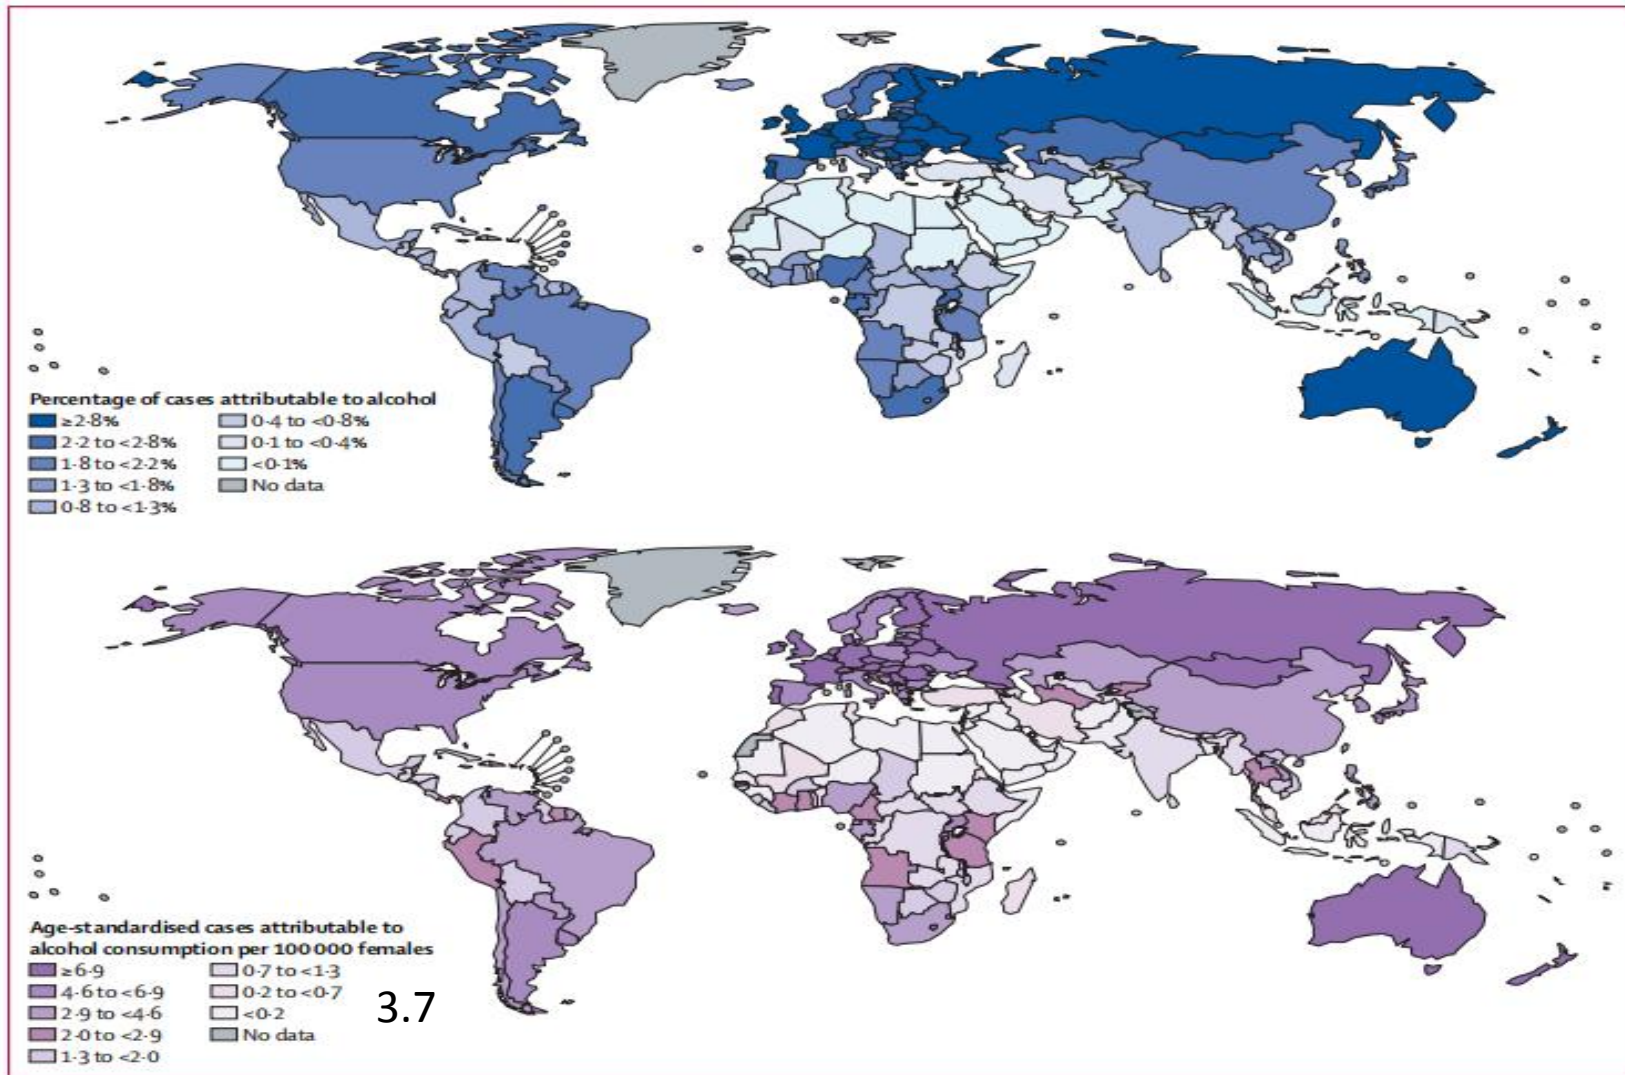 Percentage of cases attributable to alcohol
≥2·8%
2·2 to <2·8%
1·8 to <2·2%
1·3 to <1·8%
0·8 to <1·3%
0·4 to <0·8%
0·1 to <0·4%
<0·1%
No data
Age-standardised cases attributable to
alcohol consumption per 100 000 females
≥6·9
4·6 to <6·9
2·9 to <4·6
2·0 to <2·9
1·3 to <2·0
0·7 to <1·3
0·2 to <0·7
<0·2
No data
3.7